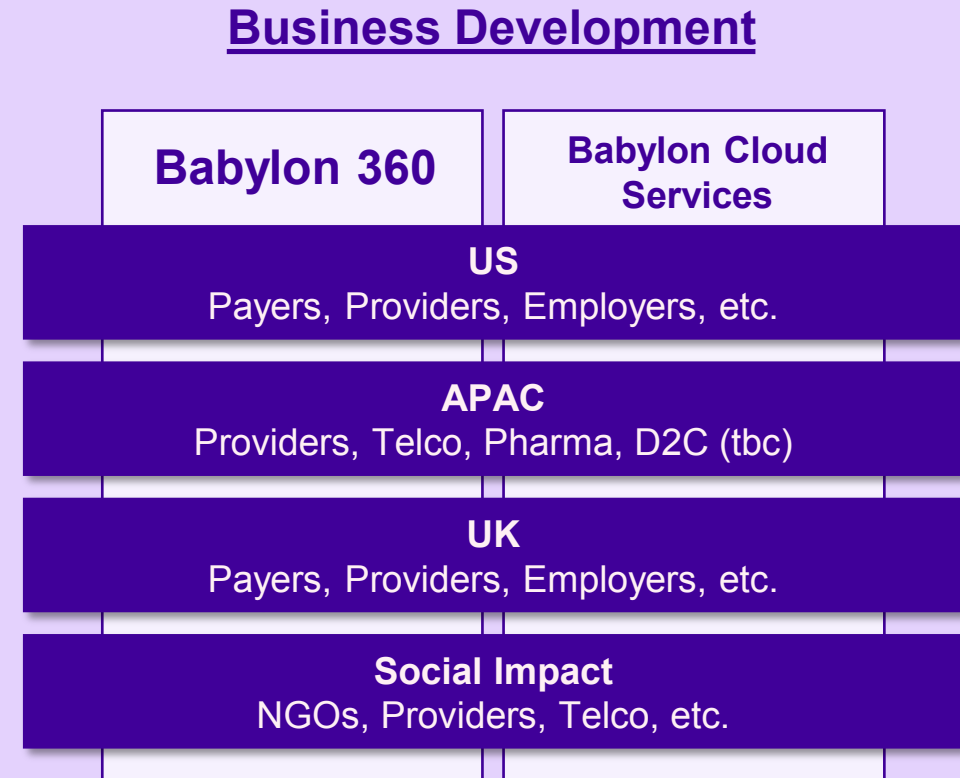 Business Development
Babylon 360
Babylon Cloud
Services
US
Payers, Providers, Employers, etc.
APAC
Providers, Telco, Pharma, D2C (tbc)
UK
Payers, Providers, Employers, etc.
Social Impact
NGOs, Providers, Telco, etc.